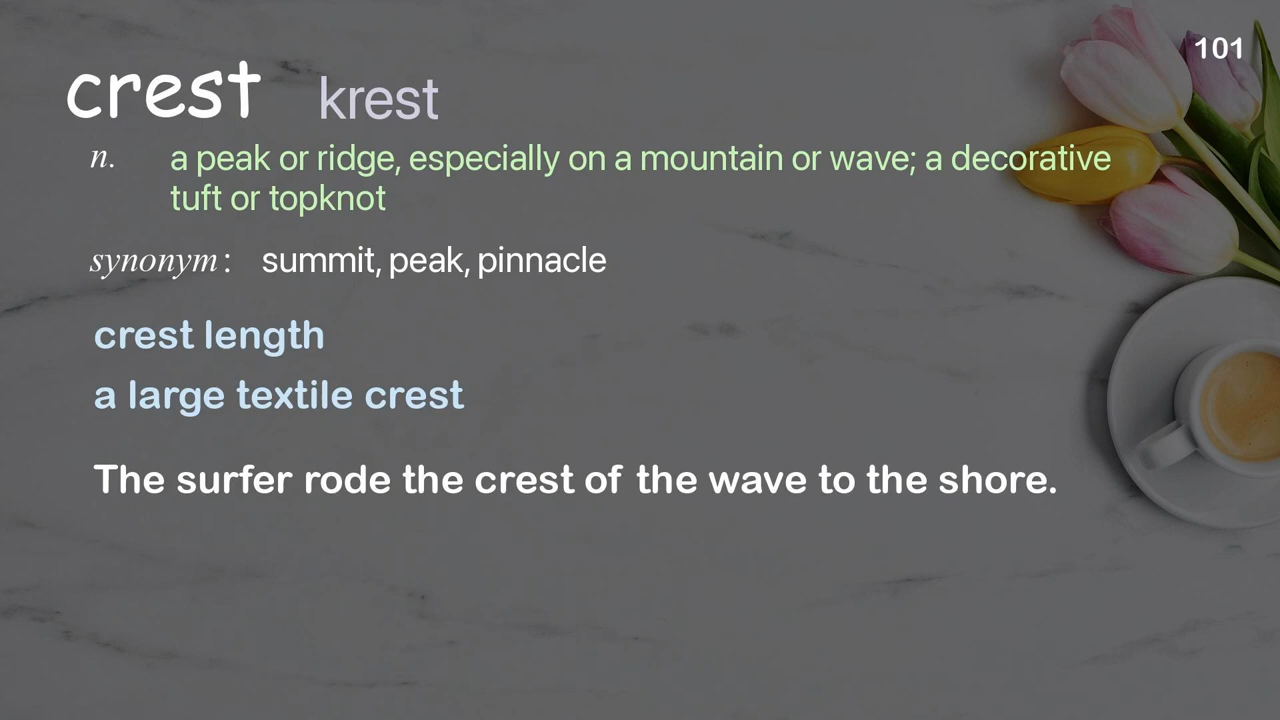 101
crest krest
n. a peak or ridge, especially on a mountain or wave; a decorative
tuft or topknot
synonym: summit, peak, pinnacle
crest length
a large textile crest
The surfer rode the crest of the wave to the shore.